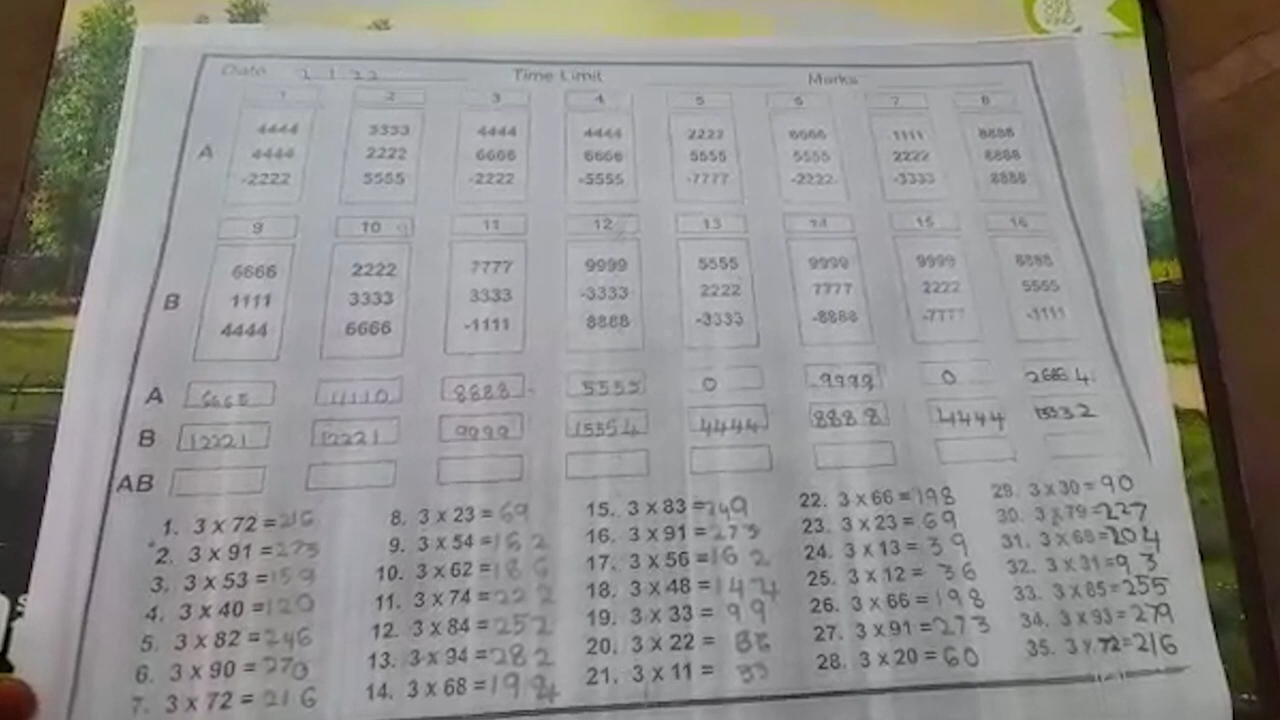 Date 2 1 22 Time Limit Marks
1 2 3 4 5 6 7 8
4444 3333 4444 4444 2222 6666 1111 8888
A 4444 2222 6666 6666 5555 5555 2222 8888
-2222 5555 -2222 -5555 -7777 -2222 -3333 8888
9 10 11 12 13 14 15 16
6666 2222 7777 9999 5555 9999 9999 8888
B 1111 3333 3333 -3333 2222 7777 2222 5555
4444 6666 -1111 8888 -3333 -8888 -7777 -1111
A 6666 11110 8888 5555 0 9999 0 26664
B 12221 12221 9999 15554 4444 8888 4444 13332
AB
1. 3 x 72 = 216
2. 3 x 91 = 273
3. 3 x 53 = 159
4. 3 x 40 = 120
5. 3 x 82 = 246
6. 3 x 90 = 270
7. 3 x 72 = 216
8. 3 x 23 = 69
9. 3 x 54 = 162
10. 3 x 62 = 186
11. 3 x 74 = 222
12. 3 x 84 = 252
13. 3 x 94 = 282
14. 3 x 68 =
15. 3 x 83 = 249
16. 3 x 91 = 273
17. 3 x 56 = 162
18. 3 x 48 = 144
19. 3 x 33 = 99
20. 3 x 22 =
21. 3 x 11 = 33
22. 3 x 66 = 198
23. 3 x 23 = 69
24. 3 x 13 = 39
25. 3 x 12 = 36
26. 3 x 66 = 198
27. 3 x 91 = 273
28. 3 x 20 = 60
29. 3 x 30 = 90
30. 3 x 79 = 227
31. 3 x 68 = 204
32. 3 x 31 = 93
33. 3 x 85 = 255
34. 3 x 93 = 279
35. 3 x 72 = 216